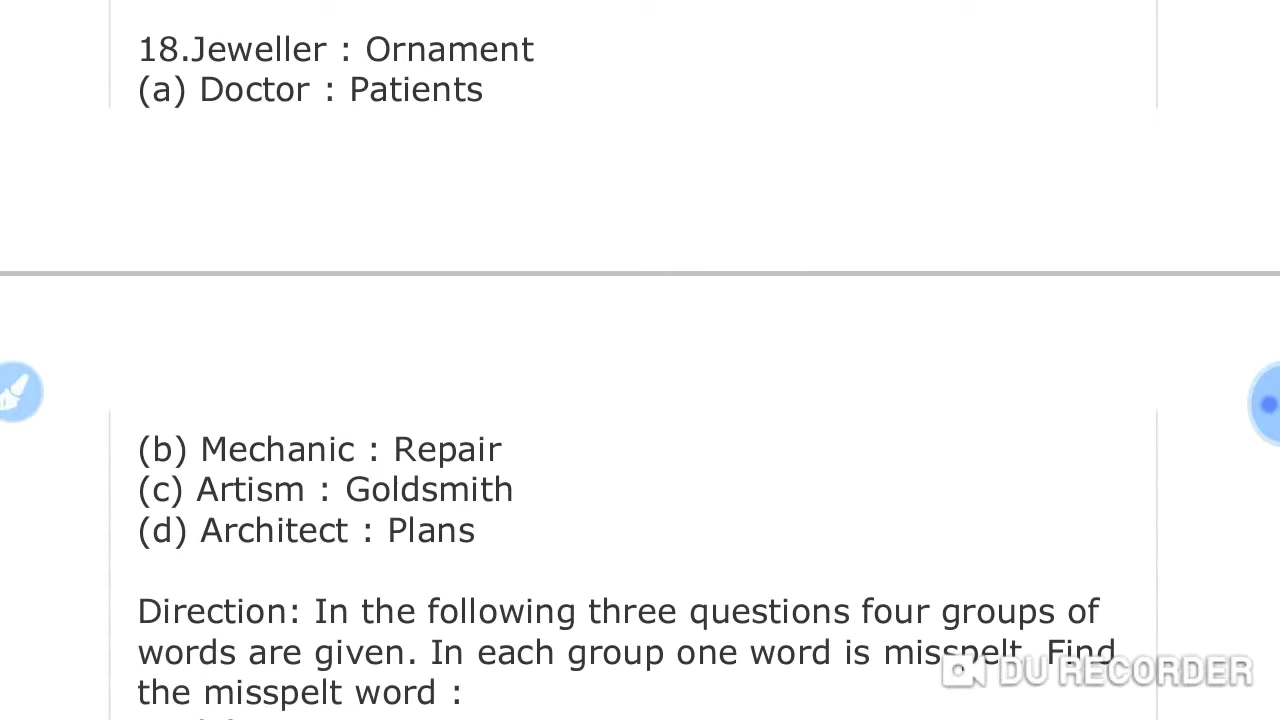 18.Jeweller : Ornament
(a) Doctor : Patients
(b) Mechanic : Repair
(c) Artism : Goldsmith
(d) Architect : Plans
Direction: In the following three questions four groups of
words are given. In each group one word is misspelt. Find
the misspelt word :
DU RECORDER